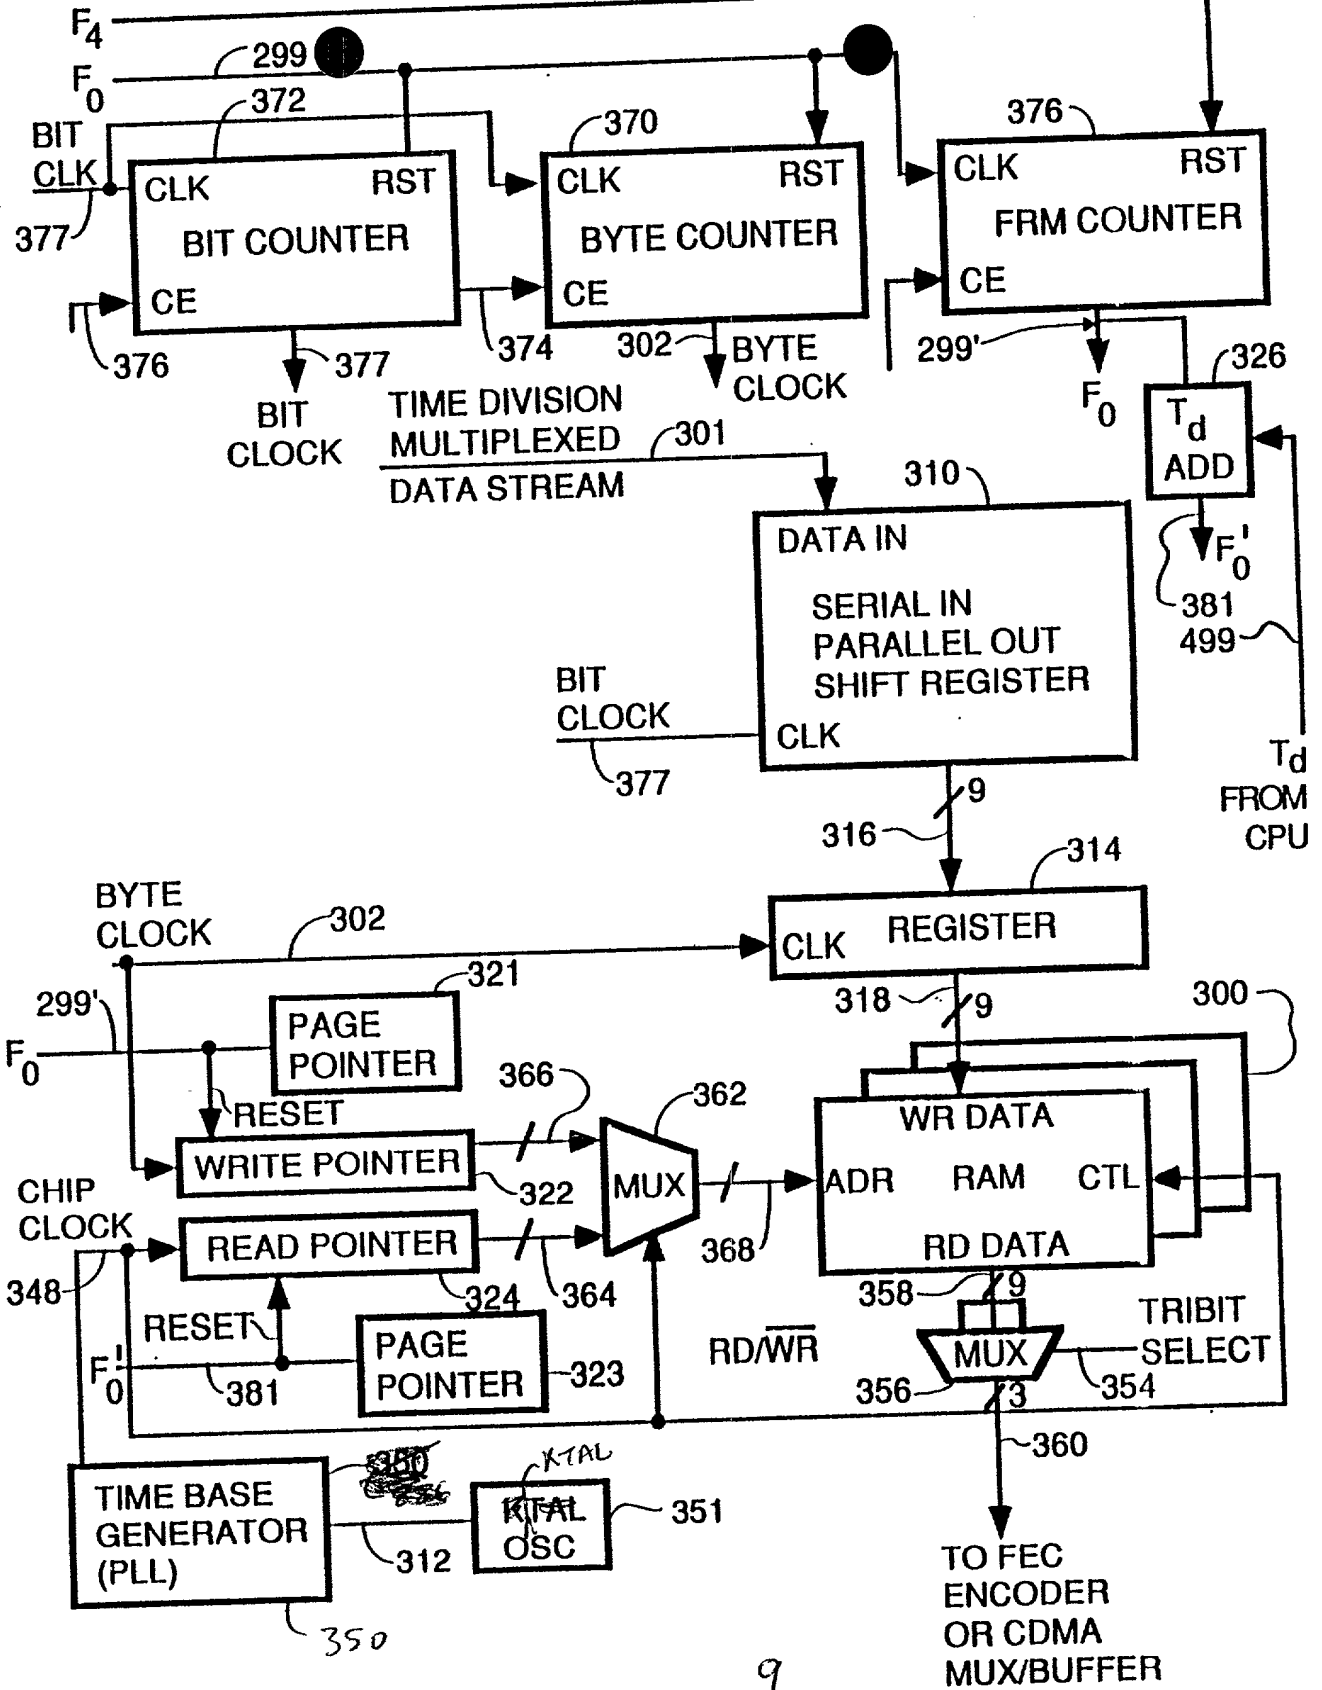 F4
F0
299
372
BIT
CLK
377
CLK
RST
BIT COUNTER
CE
376
377
BIT
CLOCK
370
CLK
RST
BYTE COUNTER
CE
374
302
BYTE
CLOCK
376
CLK
RST
FRM COUNTER
CE
299'
F0
326
Td
ADD
F0'
381
499
Td
FROM
CPU
TIME DIVISION
MULTIPLEXED
DATA STREAM
301
310
DATA IN
SERIAL IN
PARALLEL OUT
SHIFT REGISTER
CLK
BIT
CLOCK
377
9
316
314
REGISTER
CLK
BYTE
CLOCK
302
318
9
300
299'
F0
321
PAGE
POINTER
RESET
WRITE POINTER
322
366
362
MUX
CHIP
CLOCK
348
READ POINTER
324
364
368
WR DATA
ADR
RAM
CTL
RD DATA
358
9
RESET
F0'
381
PAGE
POINTER
323
RD/WR
MUX
356
TRIBIT
SELECT
354
3
360
TIME BASE
GENERATOR
(PLL)
350
312
XTAL
OSC
351
TO FEC
ENCODER
OR CDMA
MUX/BUFFER
9